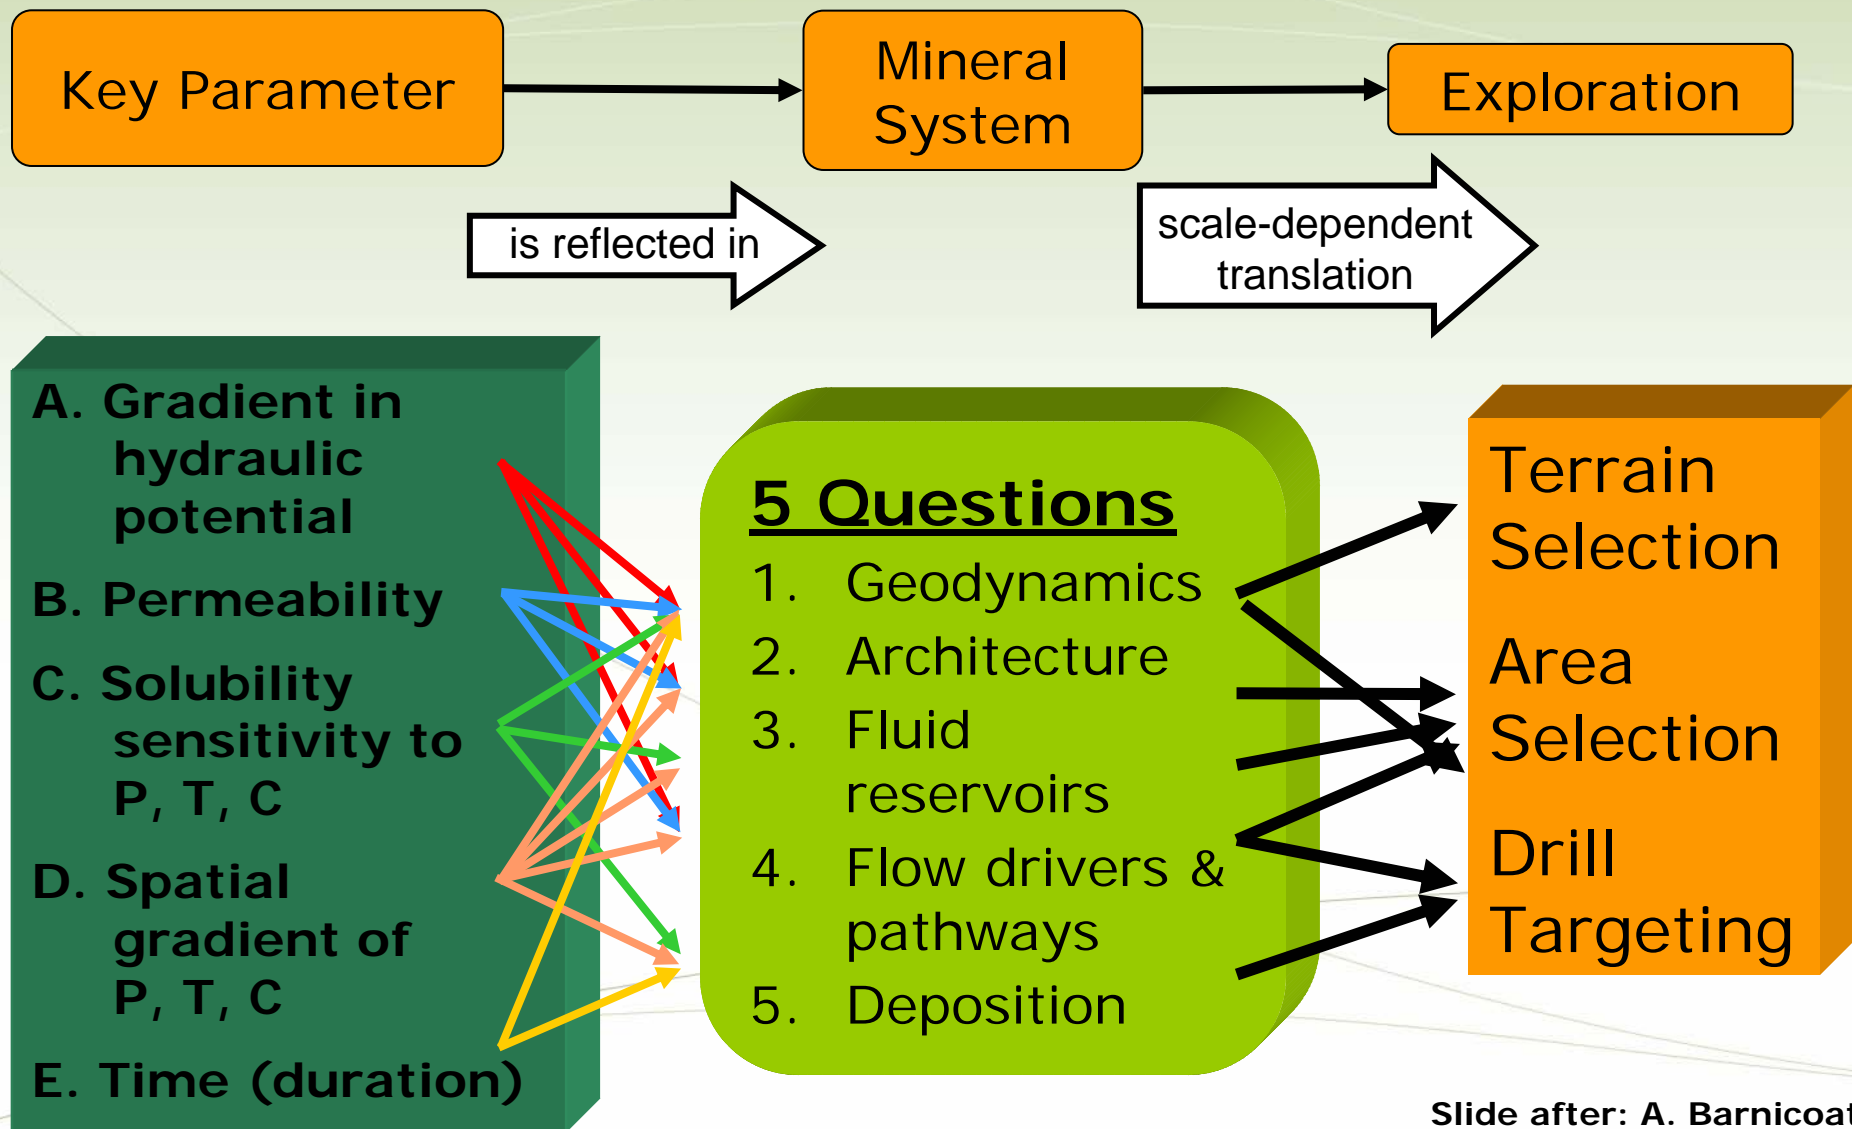 Key Parameter
Mineral
System
Exploration
is reflected in
scale-dependent
translation
A. Gradient in
hydraulic
potential
B. Permeability
C. Solubility
sensitivity to
P, T, C
D. Spatial
gradient of
P, T, C
E. Time (duration)
5 Questions
1. Geodynamics
2. Architecture
3. Fluid
reservoirs
4. Flow drivers &
pathways
5. Deposition
Terrain
Selection
Area
Selection
Drill
Targeting
Slide after: A. Barnicoat